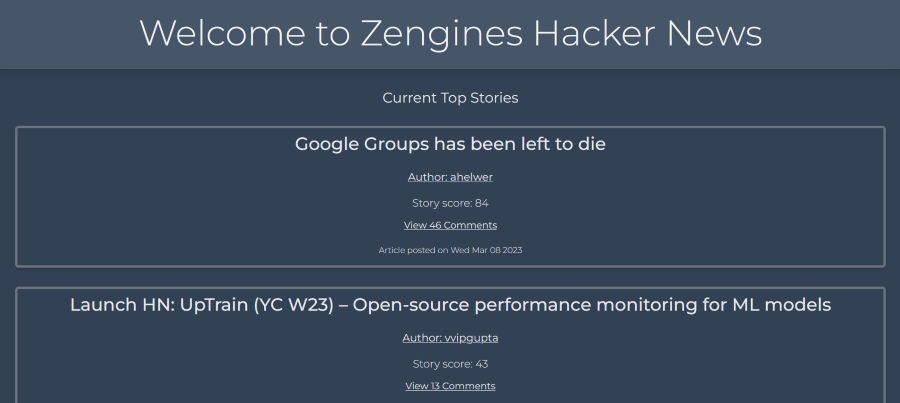 Welcome to Zengines Hacker News
Current Top Stories
Google Groups has been left to die
Author: ahelwer
Story score: 84
View 46 Comments
Article posted on Wed Mar 08 2023
Launch HN: UpTrain (YC W23) – Open-source performance monitoring for ML models
Author: vvipgupta
Story score: 43
View 13 Comments